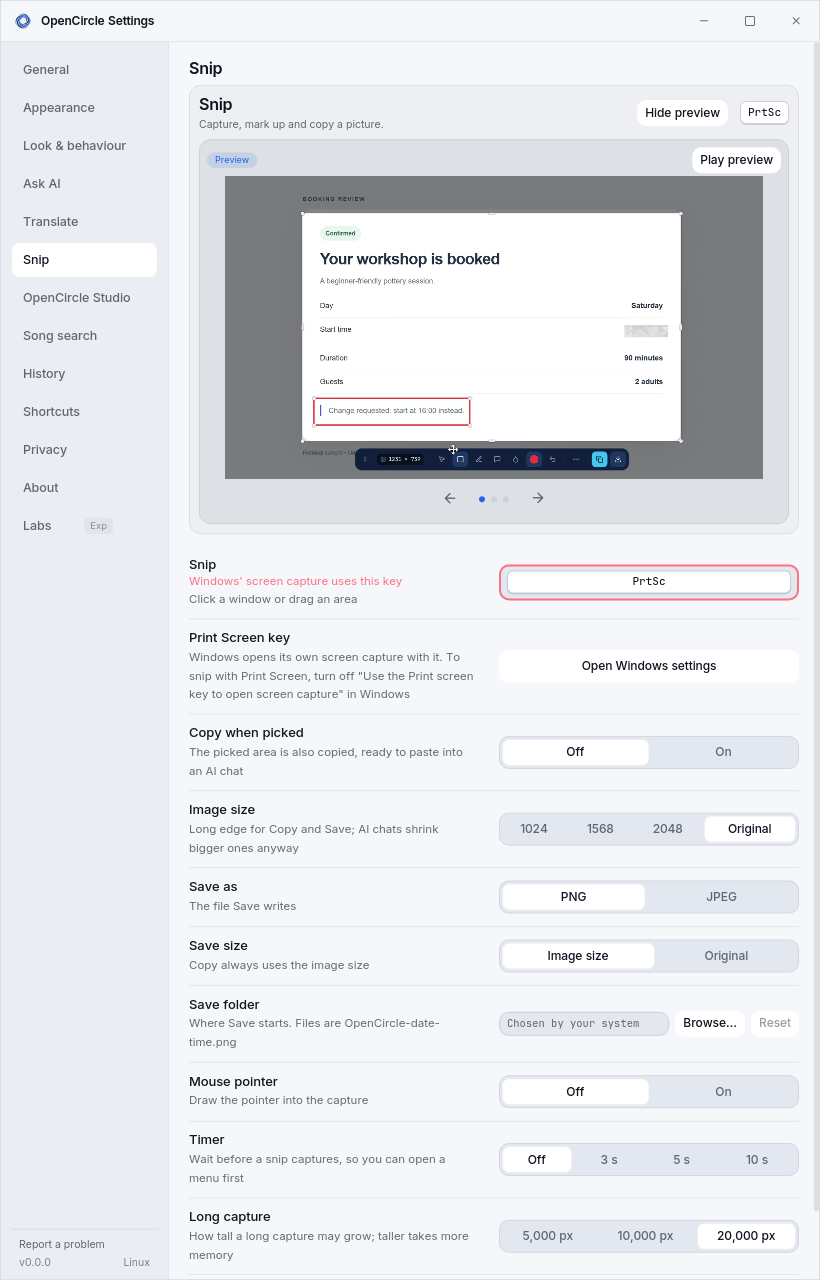 OpenCircle Settings
General
Appearance
Look & behaviour
Ask AI
Translate
Snip
OpenCircle Studio
Song search
History
Shortcuts
Privacy
About
Labs Exp
Report a problem
v0.0.0 Linux
Snip
Snip
Capture, mark up and copy a picture.
Hide preview PrtSc
Preview
Play preview
BOOKING REVIEW
Confirmed
Your workshop is booked
A beginner-friendly pottery session
Day Saturday
Start time
Duration 90 minutes
Guests 2 adults
Change requested: start at 16:00 instead.
Fictional sample •
1231 × 739
Snip
Windows' screen capture uses this key
Click a window or drag an area
PrtSc
Print Screen key
Windows opens its own screen capture with it. To
snip with Print Screen, turn off "Use the Print screen
key to open screen capture" in Windows
Open Windows settings
Copy when picked
The picked area is also copied, ready to paste into
an AI chat
Off On
Image size
Long edge for Copy and Save; AI chats shrink
bigger ones anyway
1024 1568 2048 Original
Save as
The file Save writes
PNG JPEG
Save size
Copy always uses the image size
Image size Original
Save folder
Where Save starts. Files are OpenCircle-date-
time.png
Chosen by your system Browse... Reset
Mouse pointer
Draw the pointer into the capture
Off On
Timer
Wait before a snip captures, so you can open a
menu first
Off 3 s 5 s 10 s
Long capture
How tall a long capture may grow; taller takes more
memory
5,000 px 10,000 px 20,000 px